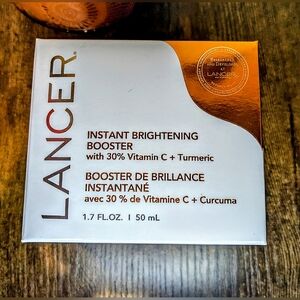 LANCER
LANCER
INSTANT BRIGHTENING
BOOSTER
with 30% Vitamin C + Turmeric
BOOSTER DE BRILLANCE
INSTANTANÉ
avec 30 % de Vitamine C + Curcuma
1.7 FL.OZ. | 50 mL